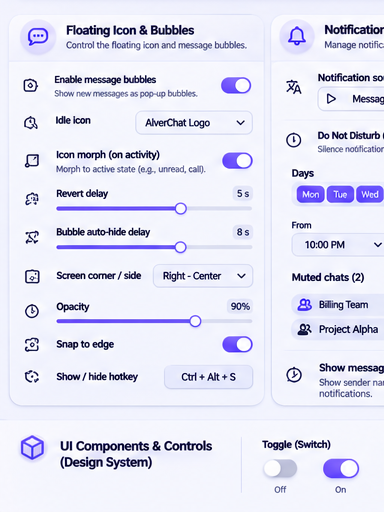 Floating Icon & Bubbles
Control the floating icon and message bubbles.
Enable message bubbles
Show new messages as pop-up bubbles.
Idle icon
AlverChat Logo
Icon morph (on activity)
Morph to active state (e.g., unread, call).
Revert delay
5 s
Bubble auto-hide delay
8 s
Screen corner / side
Right - Center
Opacity
90%
Snap to edge
Show / hide hotkey
Ctrl + Alt + S
Notification
Manage notific
Notification sou
Messag
Do Not Disturb (
Silence notification
Days
Mon
Tue
Wed
From
10:00 PM
Muted chats (2)
Billing Team
Project Alpha
Show messag
Show sender nam
notifications.
UI Components & Controls
(Design System)
Toggle (Switch)
Off
On